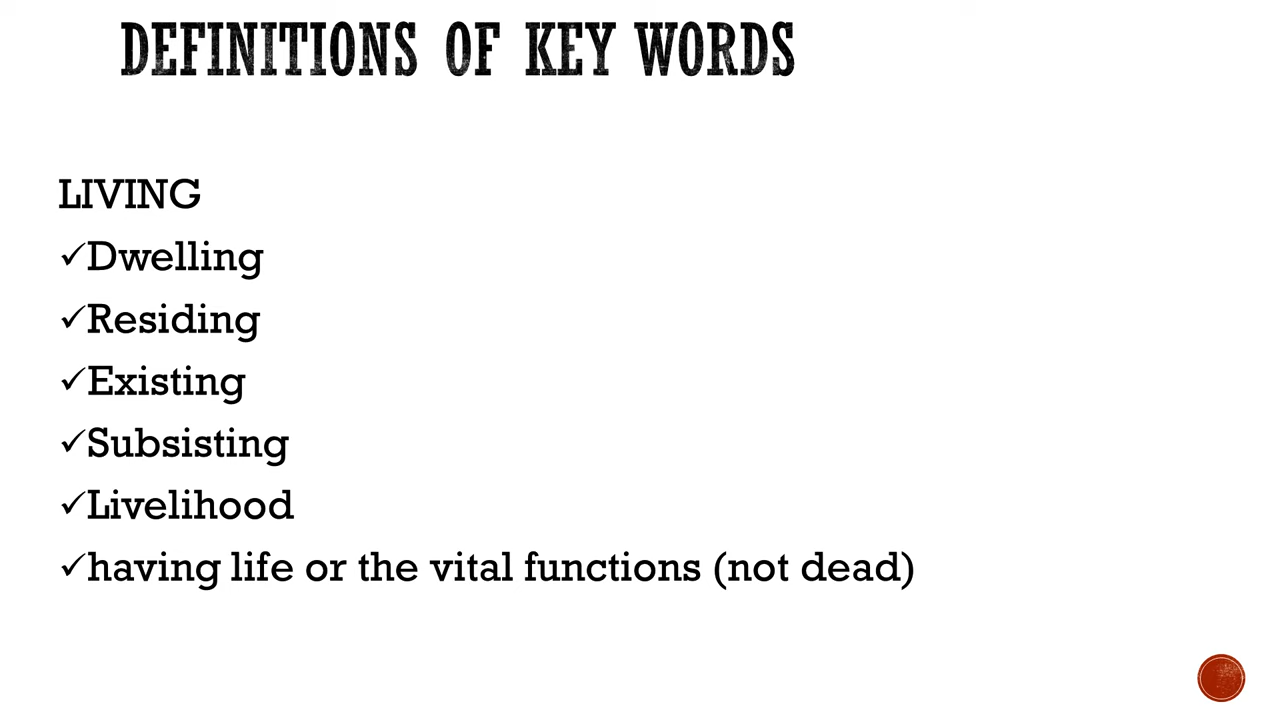 DEFINITIONS OF KEY WORDS
LIVING
✓Dwelling
✓Residing
✓Existing
✓Subsisting
✓Livelihood
✓having life or the vital functions (not dead)